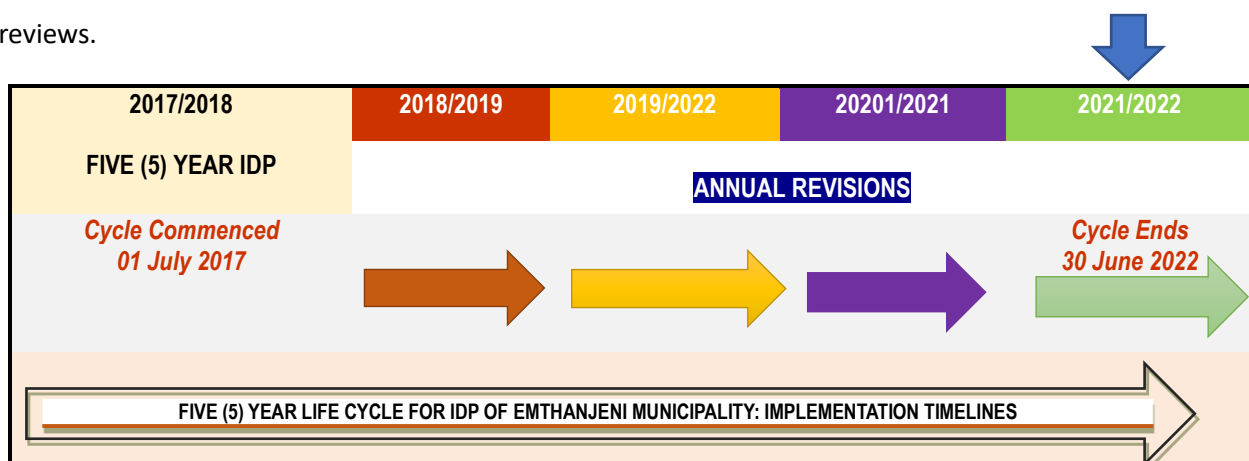 reviews.
2017/2018 2018/2019 2019/2022 20201/2021 2021/2022
FIVE (5) YEAR IDP
ANNUAL REVISIONS
Cycle Commenced
01 July 2017
Cycle Ends
30 June 2022
FIVE (5) YEAR LIFE CYCLE FOR IDP OF EMTHANJENI MUNICIPALITY: IMPLEMENTATION TIMELINES